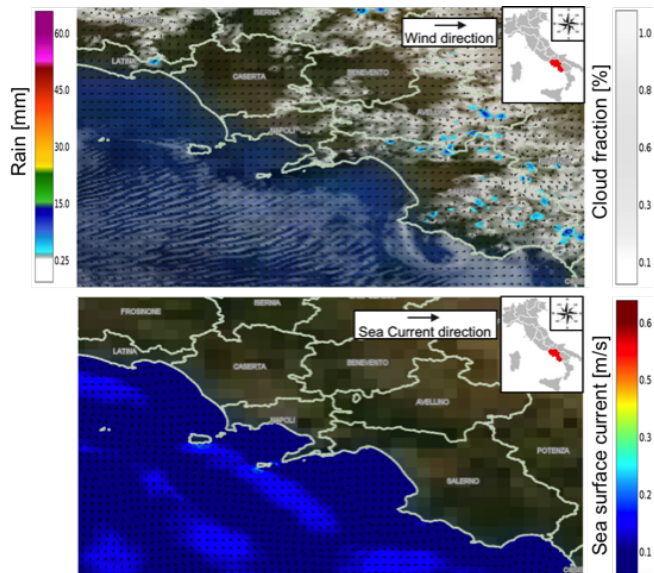 Rain [mm]
60.0
45.0
30.0
15.0
0.25
ISERNIA
LATINA
CASERTA
BENEVENTO
NAPOLI
Wind direction
Cloud fraction [%]
1.0
0.8
0.6
0.3
0.1
FROSINONE
ISERNIA
LATINA
CASERTA
BENEVENTO
NAPOLI
AVELLINO
POTENZA
SALERNO
Sea Current direction
Sea surface current [m/s]
0.6
0.5
0.4
0.3
0.2
0.1